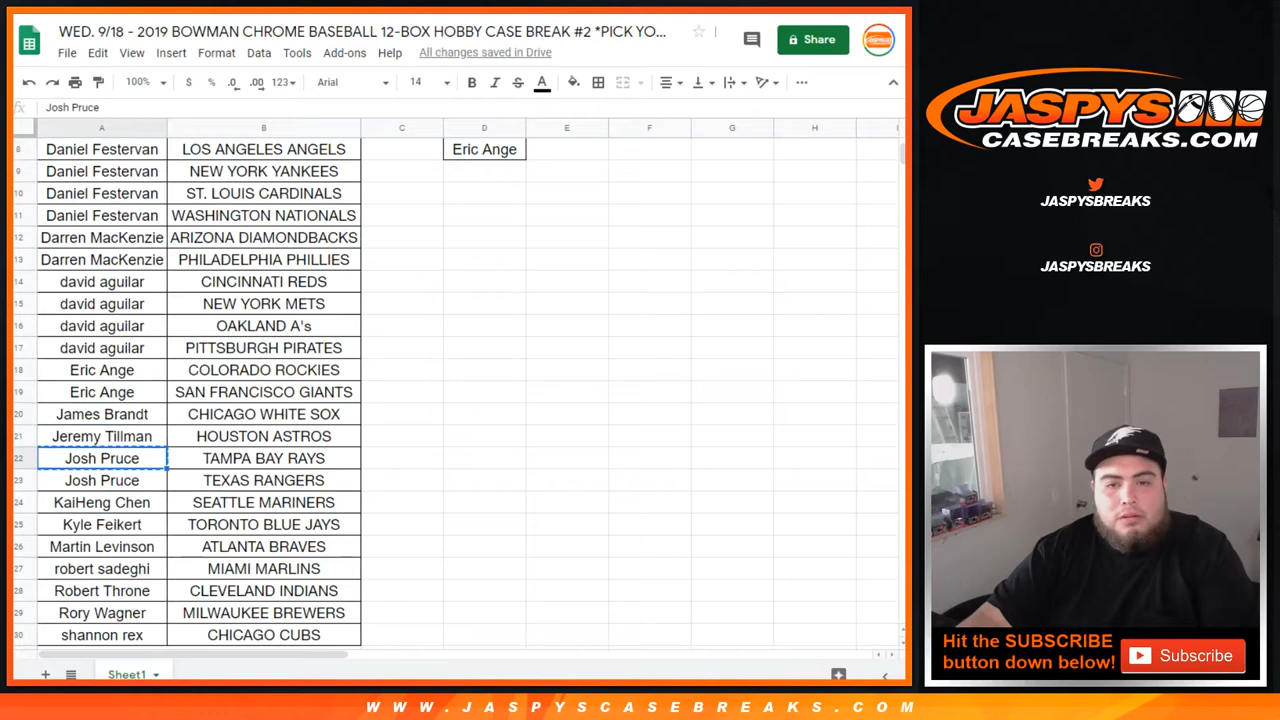 WED. 9/18 - 2019 BOWMAN CHROME BASEBALL 12-BOX HOBBY CASE BREAK #2 *PICK YO...
Share
File Edit View Insert Format Data Tools Add-ons Help All changes saved in Drive
100% $ % .0 .00 123 Arial 14 B I S A
fx Josh Pruce
A B C D E F G H I
8 Daniel Festervan LOS ANGELES ANGELS Eric Ange
9 Daniel Festervan NEW YORK YANKEES
10 Daniel Festervan ST. LOUIS CARDINALS
11 Daniel Festervan WASHINGTON NATIONALS
12 Darren MacKenzie ARIZONA DIAMONDBACKS
13 Darren MacKenzie PHILADELPHIA PHILLIES
14 david aguilar CINCINNATI REDS
15 david aguilar NEW YORK METS
16 david aguilar OAKLAND A's
17 david aguilar PITTSBURGH PIRATES
18 Eric Ange COLORADO ROCKIES
19 Eric Ange SAN FRANCISCO GIANTS
20 James Brandt CHICAGO WHITE SOX
21 Jeremy Tillman HOUSTON ASTROS
22 Josh Pruce TAMPA BAY RAYS
23 Josh Pruce TEXAS RANGERS
24 KaiHeng Chen SEATTLE MARINERS
25 Kyle Feikert TORONTO BLUE JAYS
26 Martin Levinson ATLANTA BRAVES
27 robert sadeghi MIAMI MARLINS
28 Robert Throne CLEVELAND INDIANS
29 Rory Wagner MILWAUKEE BREWERS
30 shannon rex CHICAGO CUBS
Sheet1
JASPYS
CASEBREAKS.COM
JASPYSBREAKS
JASPYSBREAKS
Hit the SUBSCRIBE
button down below!
Subscribe
WWW.JASPYSCASEBREAKS.COM